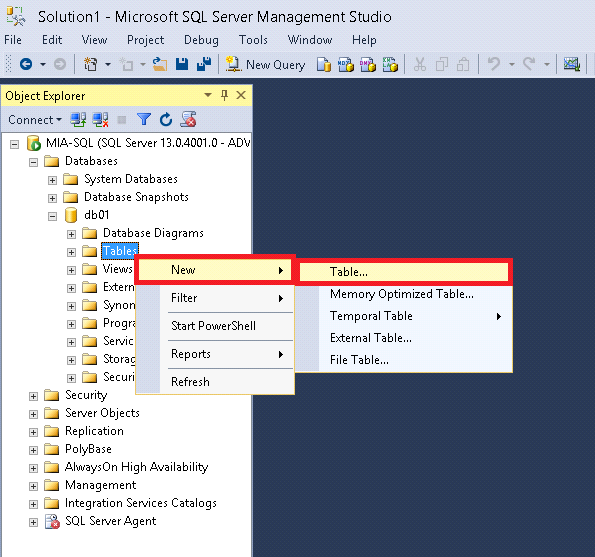 Solution1 - Microsoft SQL Server Management Studio
File Edit View Project Debug Tools Window Help
New Query
Object Explorer
Connect
MIA-SQL (SQL Server 13.0.4001.0 - ADV
Databases
System Databases
Database Snapshots
db01
Database Diagrams
Tables
Views
Extern
Synon
Progra
Servic
Storag
Securi
Security
Server Objects
Replication
PolyBase
AlwaysOn High Availability
Management
Integration Services Catalogs
SQL Server Agent
New
Filter
Start PowerShell
Reports
Refresh
Table...
Memory Optimized Table...
Temporal Table
External Table...
File Table...